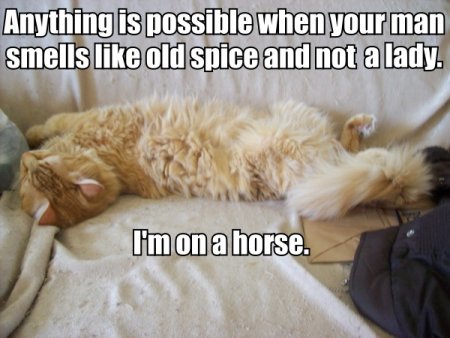 Anything is possible when your man
smells like old spice and not a lady.
I'm on a horse.